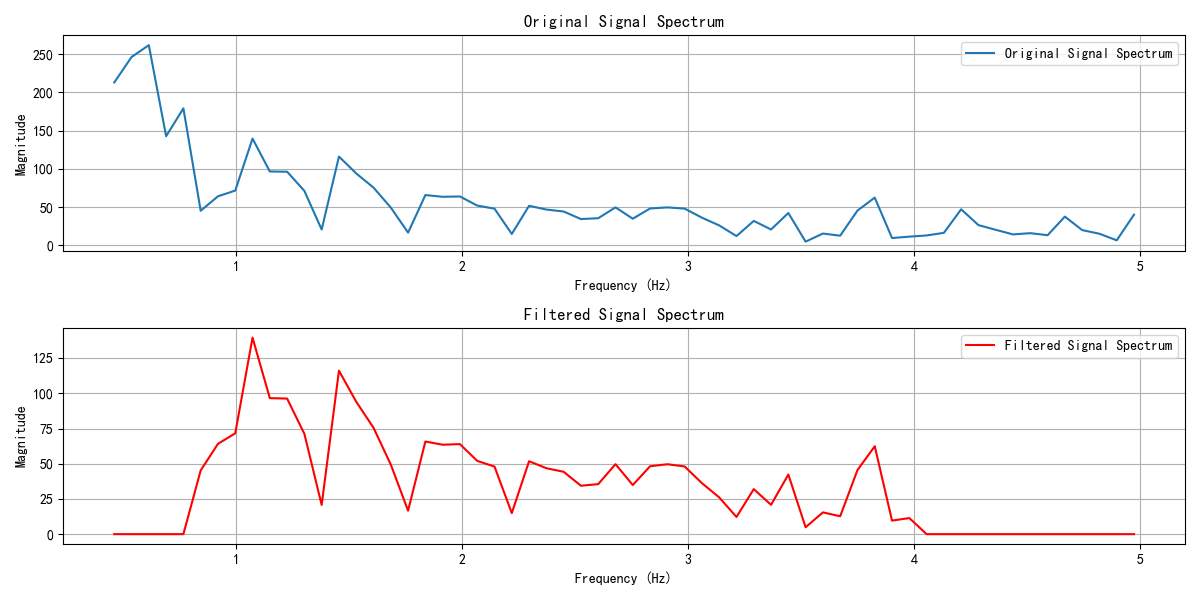 Original Signal Spectrum
Original Signal Spectrum
Magnitude
250
200
150
100
50
0
1 2 3 4 5
Frequency (Hz)
Filtered Signal Spectrum
Filtered Signal Spectrum
Magnitude
125
100
75
50
25
0
1 2 3 4 5
Frequency (Hz)